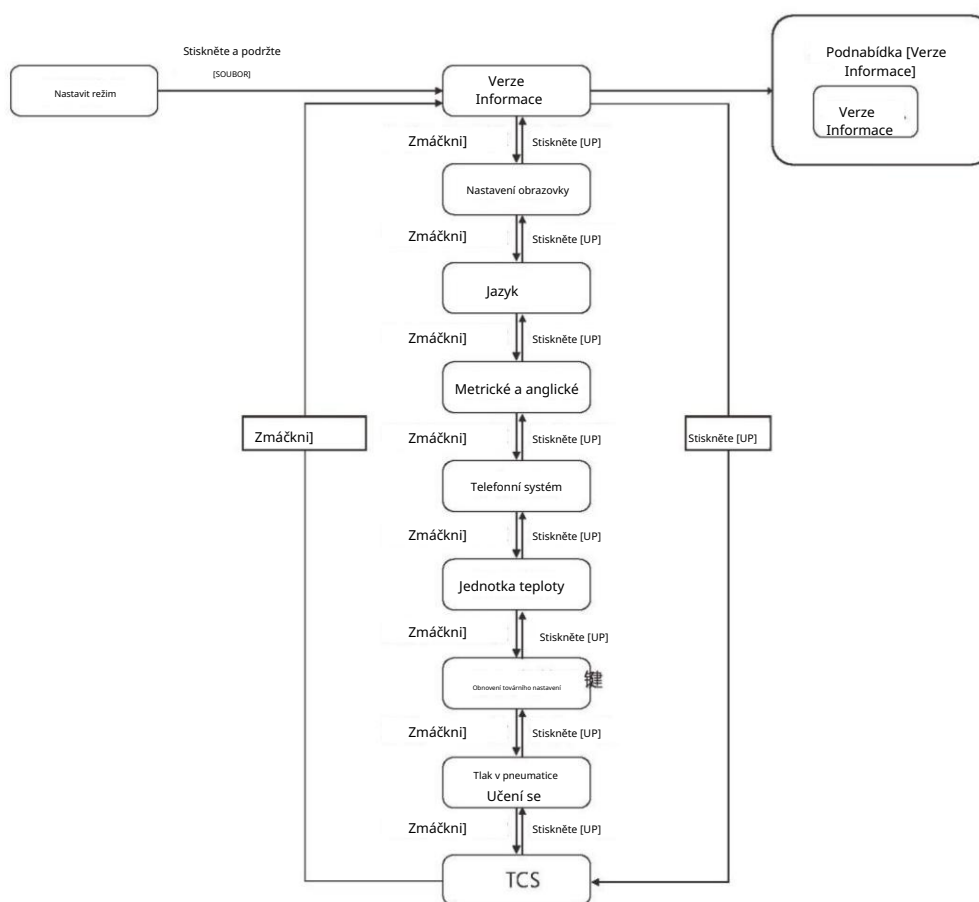 Stiskněte a podržte
[SOUBOR]
Nastavit režim
Verze
Informace
Podnabídka [Verze
Informace]
Verze
Informace
Zmáčkni]
Stiskněte [UP]
Nastavení obrazovky
Zmáčkni]
Stiskněte [UP]
Jazyk
Zmáčkni]
Stiskněte [UP]
Metrické a anglické
Zmáčkni]
Zmáčkni]
Stiskněte [UP]
Stiskněte [UP]
Telefonní systém
Zmáčkni]
Stiskněte [UP]
Jednotka teploty
Zmáčkni]
Stiskněte [UP]
Obnovení továrního nastavení
键
Zmáčkni]
Stiskněte [UP]
Tlak v pneumatice
Učení se
Zmáčkni]
Stiskněte [UP]
TCS